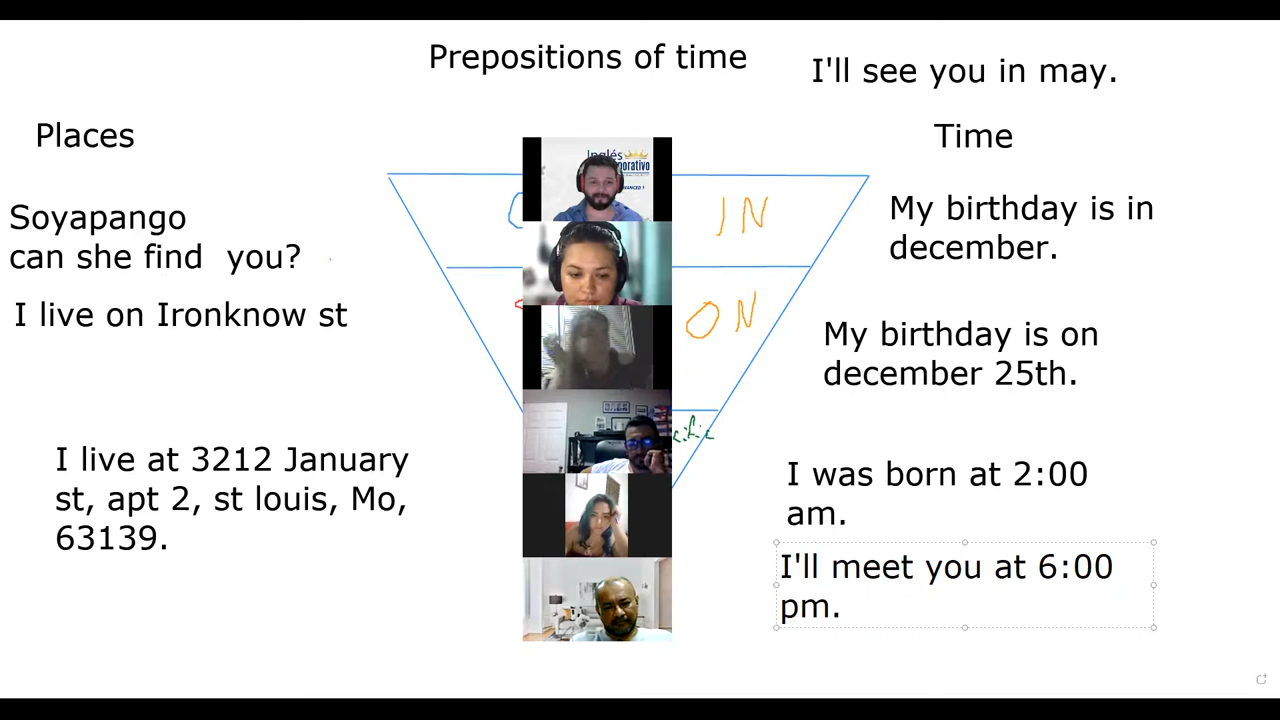 Prepositions of time
I'll see you in may.
Places
Time
Inglés
IN
My birthday is in
december.
Soyapango
can she find you?
I live on Ironknow st
ON
My birthday is on
december 25th.
I live at 3212 January
st, apt 2, st louis, Mo,
63139.
I was born at 2:00
am.
I'll meet you at 6:00
pm.